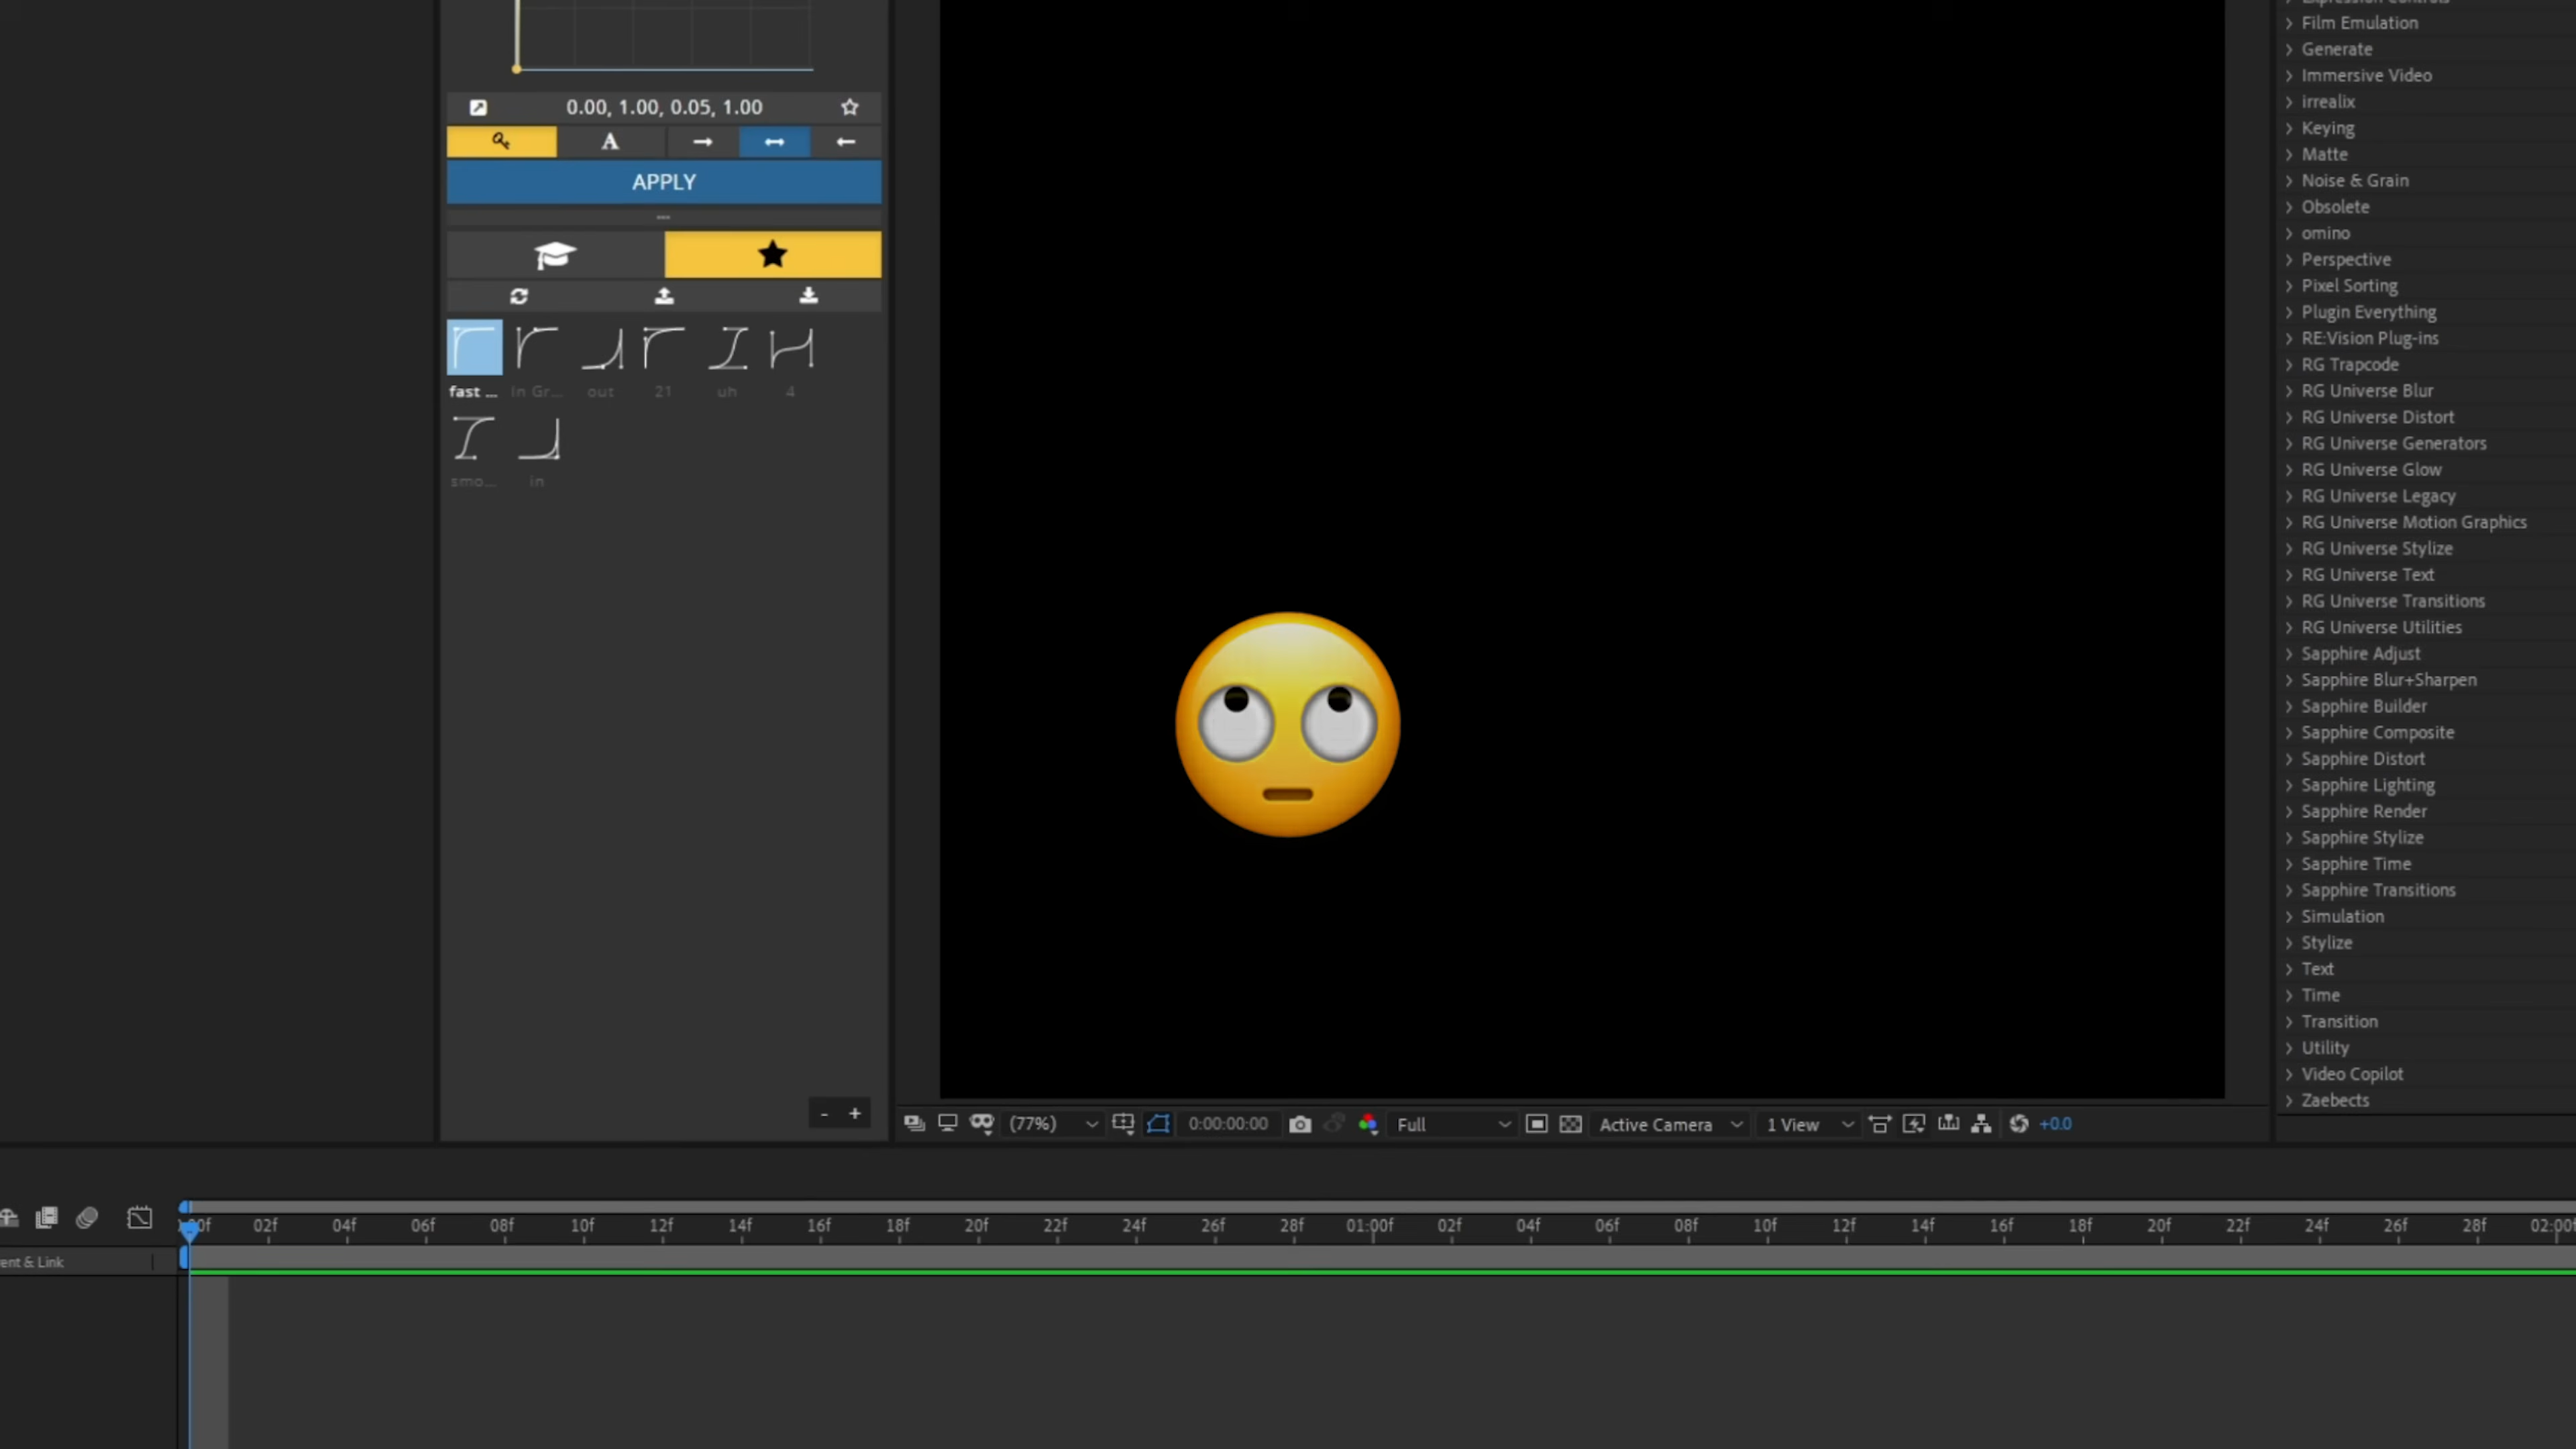 0.00, 1.00, 0.05, 1.00
A
APPLY
fast ...
In Gr...
out
21
uh
4
smo...
in
- +
(77%)
0:00:00:00
Full
Active Camera
1 View
+0.0
Film Emulation
Generate
Immersive Video
irrealix
Keying
Matte
Noise & Grain
Obsolete
omino
Perspective
Pixel Sorting
Plugin Everything
RE:Vision Plug-ins
RG Trapcode
RG Universe Blur
RG Universe Distort
RG Universe Generators
RG Universe Glow
RG Universe Legacy
RG Universe Motion Graphics
RG Universe Stylize
RG Universe Text
RG Universe Transitions
RG Universe Utilities
Sapphire Adjust
Sapphire Blur+Sharpen
Sapphire Builder
Sapphire Composite
Sapphire Distort
Sapphire Lighting
Sapphire Render
Sapphire Stylize
Sapphire Time
Sapphire Transitions
Simulation
Stylize
Text
Time
Transition
Utility
Video Copilot
Zaebects
02f 04f 06f 08f 10f 12f 14f 16f 18f 20f 22f 24f 26f 28f 01:00f 02f 04f 06f 08f 10f 12f 14f 16f 18f 20f 22f 24f 26f 28f 02:00f
ent & Link